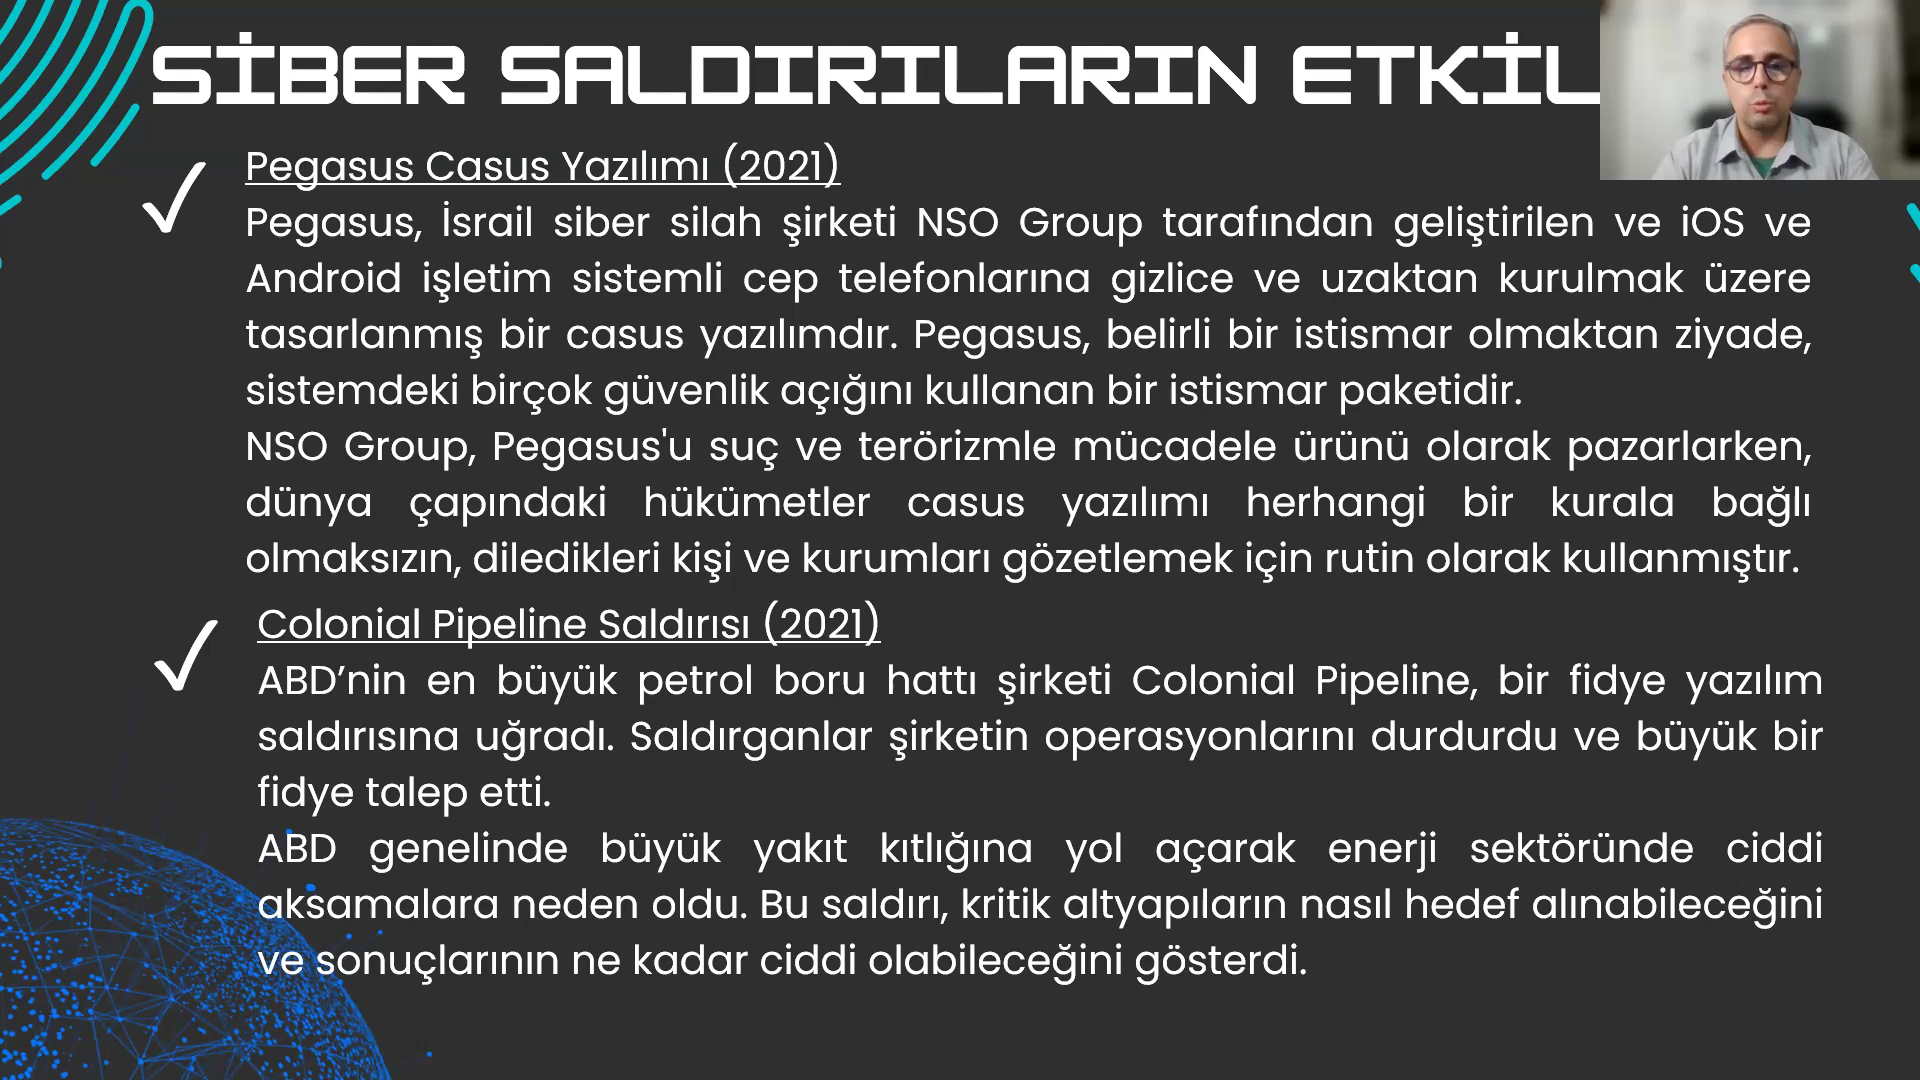 SİBER SALDIRILARIN ETKİL
Pegasus Casus Yazılımı (2021)
Pegasus, İsrail siber silah şirketi NSO Group tarafından geliştirilen ve iOS ve
Android işletim sistemli cep telefonlarına gizlice ve uzaktan kurulmak üzere
tasarlanmış bir casus yazılımdır. Pegasus, belirli bir istismar olmaktan ziyade,
sistemdeki birçok güvenlik açığını kullanan bir istismar paketidir.
NSO Group, Pegasus'u suç ve terörizmle mücadele ürünü olarak pazarlarken,
dünya çapındaki hükümetler casus yazılımı herhangi bir kurala bağlı
olmaksızın, diledikleri kişi ve kurumları gözetlemek için rutin olarak kullanmıştır.
Colonial Pipeline Saldırısı (2021)
ABD’nin en büyük petrol boru hattı şirketi Colonial Pipeline, bir fidye yazılım
saldırısına uğradı. Saldırganlar şirketin operasyonlarını durdurdu ve büyük bir
fidye talep etti.
ABD genelinde büyük yakıt kıtlığına yol açarak enerji sektöründe ciddi
aksamalara neden oldu. Bu saldırı, kritik altyapıların nasıl hedef alınabileceğini
ve sonuçlarının ne kadar ciddi olabileceğini gösterdi.